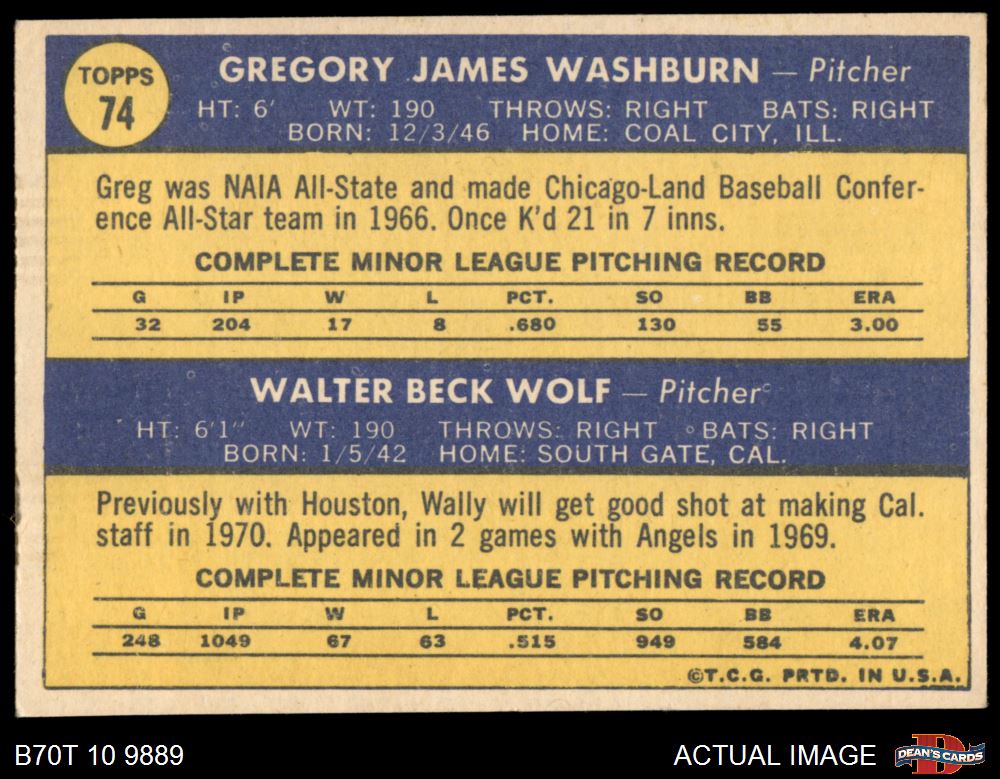 TOPPS
74
GREGORY JAMES WASHBURN — Pitcher
HT: 6' WT: 190 THROWS: RIGHT BATS: RIGHT
BORN: 12/3/46 HOME: COAL CITY, ILL.
Greg was NAIA All-State and made Chicago-Land Baseball Confer-
ence All-Star team in 1966. Once K'd 21 in 7 inns.
COMPLETE MINOR LEAGUE PITCHING RECORD
G IP W L PCT. SO BB ERA
32 204 17 8 .680 130 55 3.00
WALTER BECK WOLF — Pitcher
HT: 6'1" WT: 190 THROWS: RIGHT BATS: RIGHT
BORN: 1/5/42 HOME: SOUTH GATE, CAL.
Previously with Houston, Wally will get good shot at making Cal.
staff in 1970. Appeared in 2 games with Angels in 1969.
COMPLETE MINOR LEAGUE PITCHING RECORD
G IP W L PCT. SO BB ERA
248 1049 67 63 .515 949 584 4.07
©T.C.G. PRTD. IN U.S.A.
B70T 10 9889 ACTUAL IMAGE
D
DEAN'S CARDS